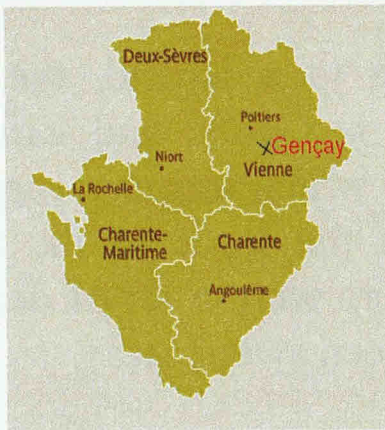 Deux-Sèvres
Poitiers
Gençay
Vienne
Niort
La Rochelle
Charente-
Maritime
Charente
Angoulême